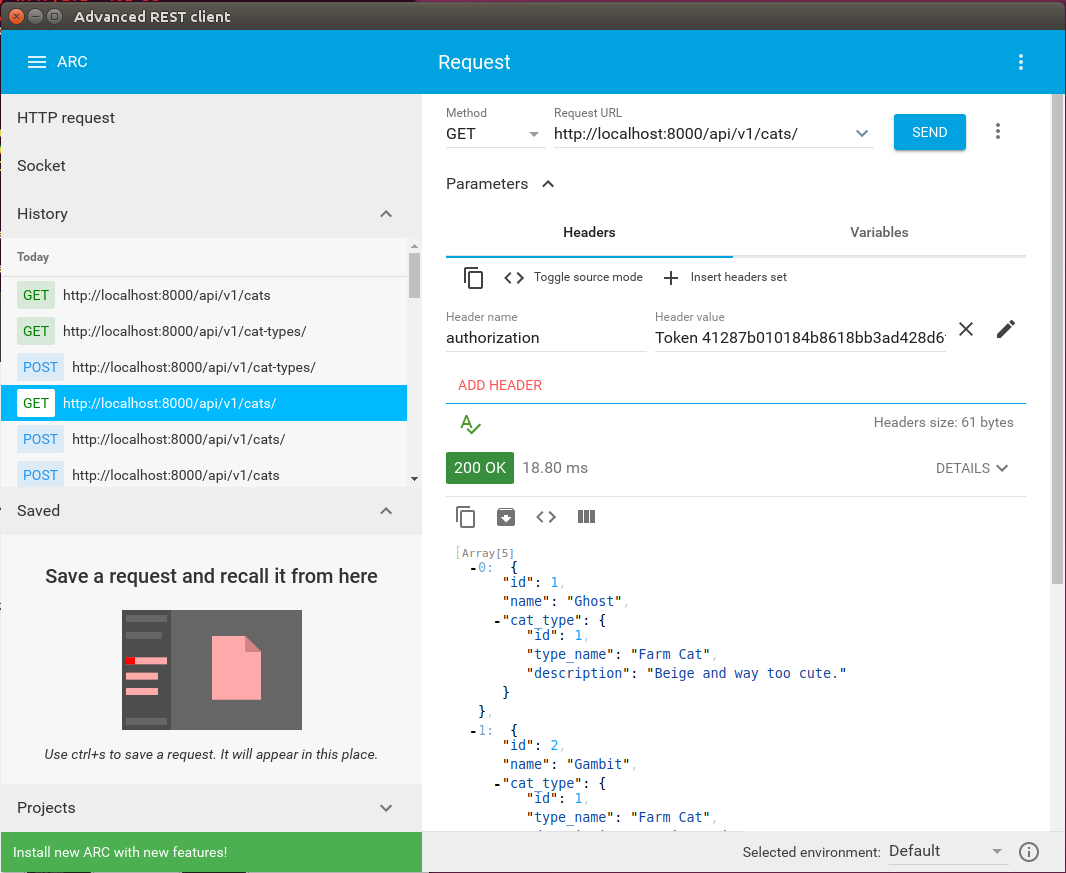 Advanced REST client
ARC
Request
HTTP request
Socket
History
Today
GET http://localhost:8000/api/v1/cats
GET http://localhost:8000/api/v1/cat-types/
POST http://localhost:8000/api/v1/cat-types/
GET http://localhost:8000/api/v1/cats/
POST http://localhost:8000/api/v1/cats/
POST http://localhost:8000/api/v1/cats
Saved
Save a request and recall it from here
Use ctrl+s to save a request. It will appear in this place.
Projects
Install new ARC with new features!
Method
GET
Request URL
http://localhost:8000/api/v1/cats/
SEND
Parameters
Headers
Variables
Toggle source mode
Insert headers set
Header name
authorization
Header value
Token 41287b010184b8618bb3ad428d6
ADD HEADER
Headers size: 61 bytes
200 OK 18.80 ms
DETAILS
[Array[5]
-0: {
"id": 1,
"name": "Ghost",
-"cat_type": {
"id": 1,
"type_name": "Farm Cat",
"description": "Beige and way too cute."
}
},
-1: {
"id": 2,
"name": "Gambit",
-"cat_type": {
"id": 1,
"type_name": "Farm Cat",
Selected environment: Default